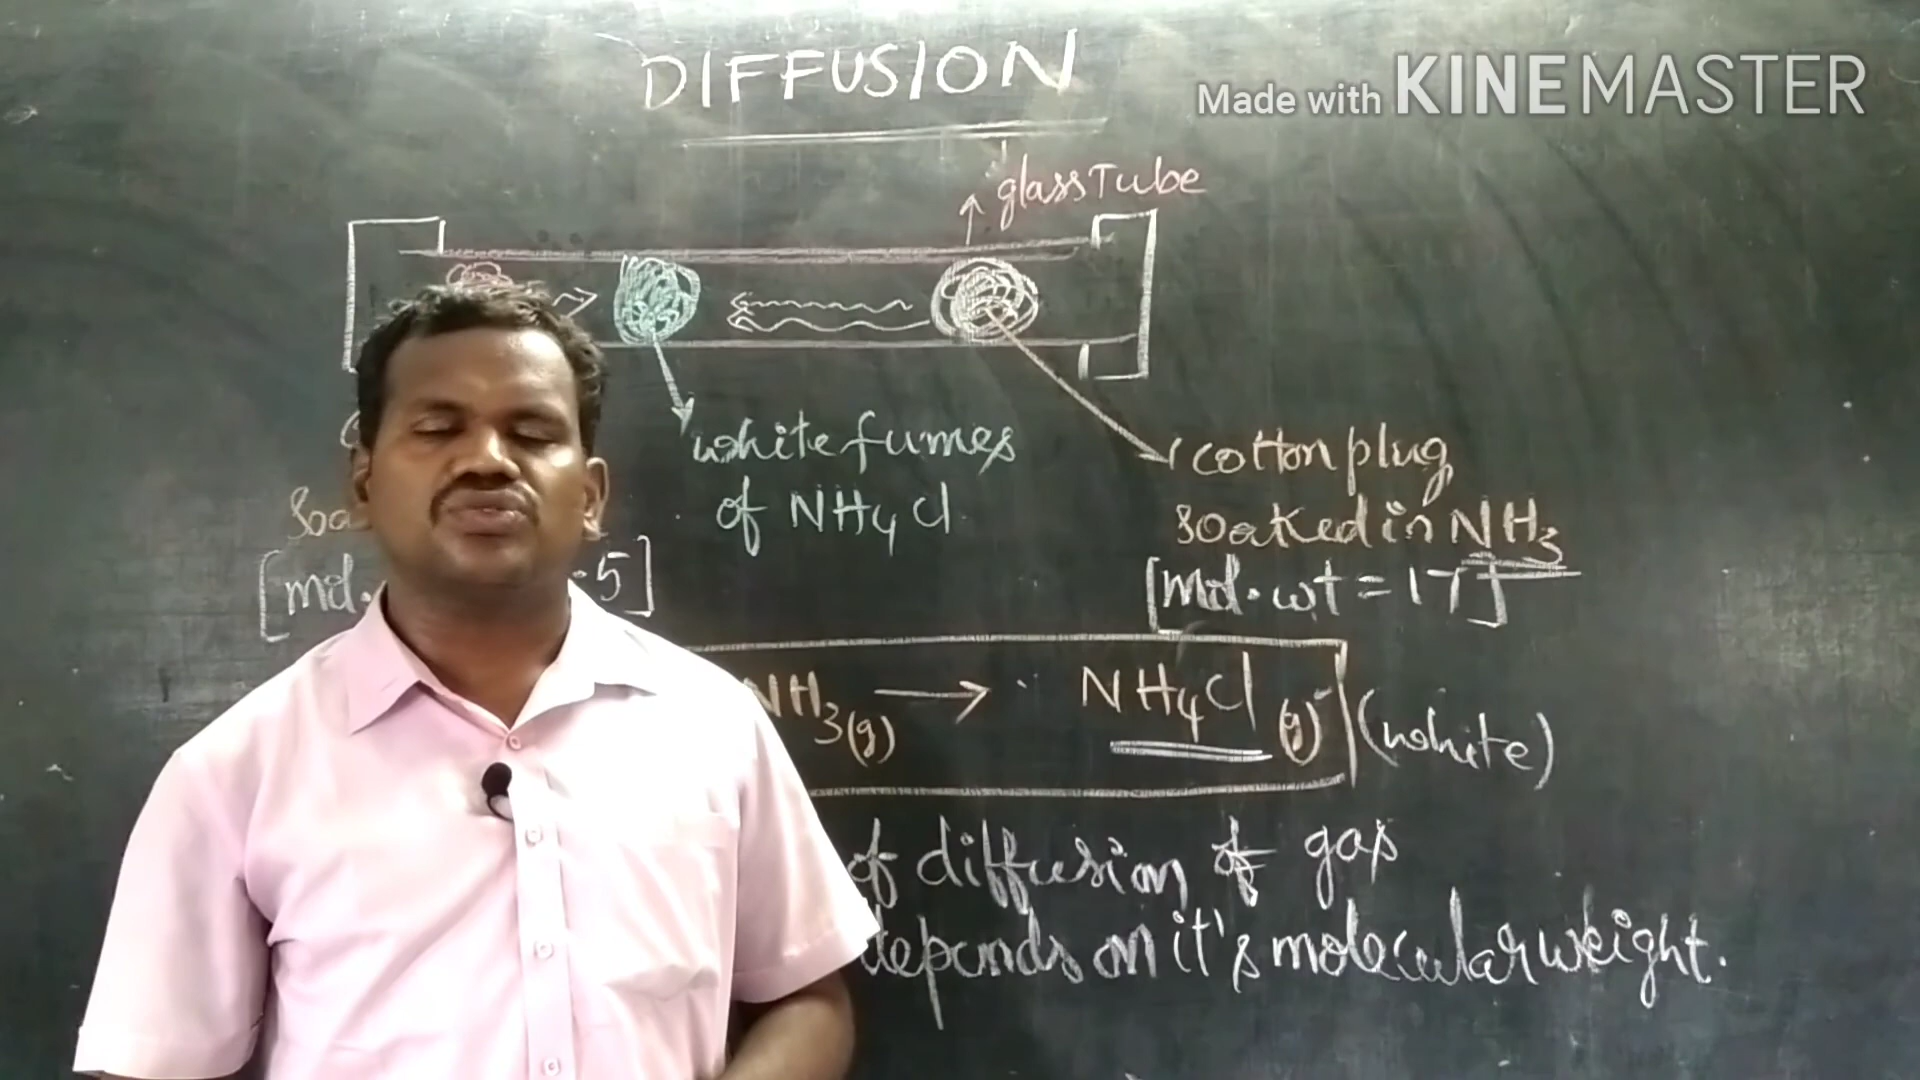 DIFFUSION
Made with KINEMASTER
glassTube
white fumes
of NH4Cl
cotton plug
soaked in NH3
[mol.
.5]
[mol.wt = 17]
NH3(g) → NH4Cl (g)
(white)
of diffusion of gas
depends on it's molecular weight.